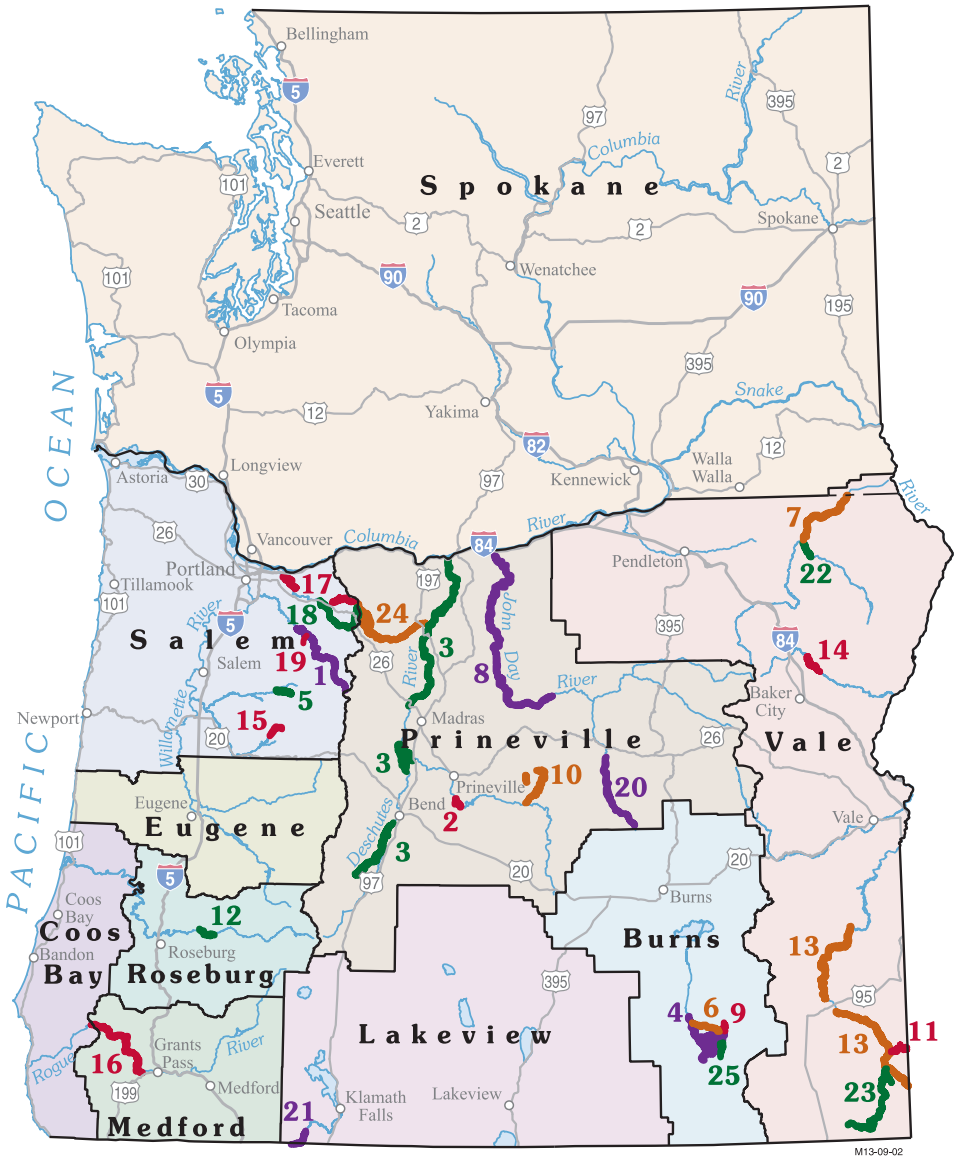 Bellingham
5
River
395
97
Columbia
Everett
2
101
Spokane
Seattle
2
2
Spokane
101
90
Wenatchee
90
195
Tacoma
Olympia
395
5
Snake
12
Yakima
OCEAN
82
12
Walla
Walla
Longview
Astoria
30
97
Kennewick
River
26
River
7
Vancouver
Columbia
84
Portland
Pendleton
Tillamook
17
197
22
101
River
18
24
John
5
395
84
Salem
3
19
26
Day
14
Salem
1
River
8
River
5
Baker
City
Newport
Willamette
15
20
Madras
26
Prineville
Vale
3
10
Prineville
20
Eugene
Bend
2
Vale
PACIFIC
101
Eugene
Deschutes
3
20
5
97
20
Coos
Bay
Burns
12
Coos
Bay
Burns
Roseburg
13
Bandon
Roseburg
395
95
4
6
9
Lakeview
13
11
Grants
Pass
River
16
Rogue
25
199
Medford
Lakeview
23
Klamath
Falls
21
Medford
M13-09-02